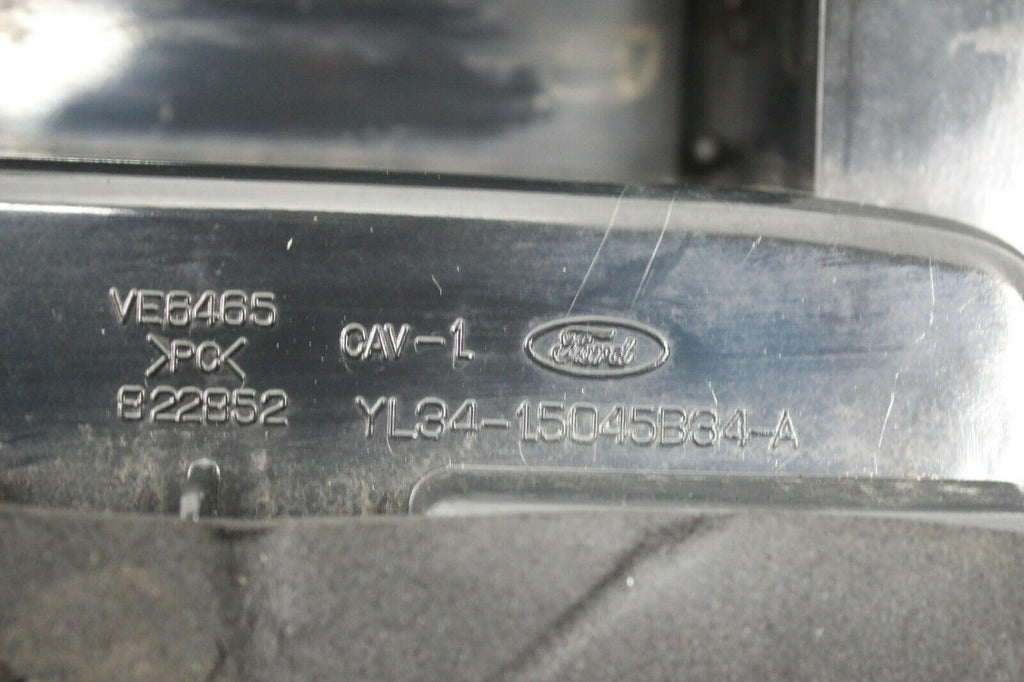 VE6465
>PC<
822852
CAV-1
Ford
YL34-15045B34-A